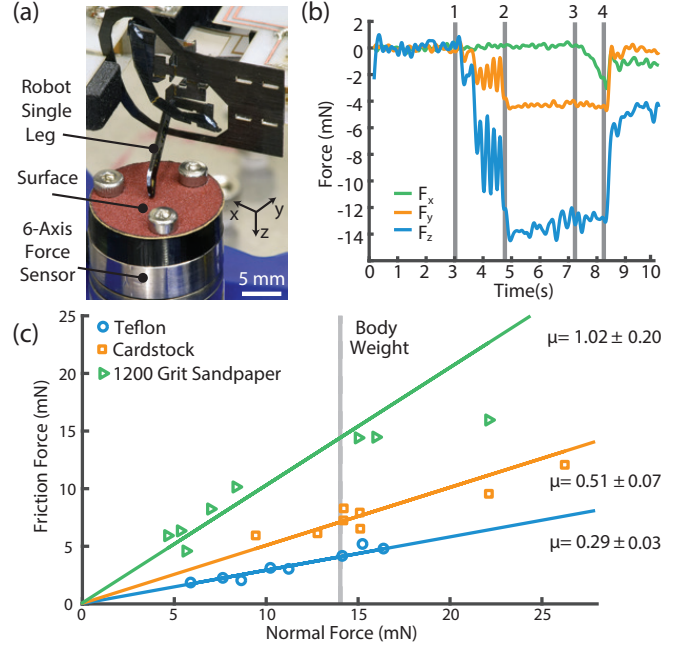 (a)
Robot
Single
Leg
Surface
6-Axis
Force
Sensor
x
y
z
5 mm
(b)
1 2 3 4
2
0
-2
-4
-6
-8
-10
-12
-14
Force (mN)
Fx
Fy
Fz
0 1 2 3 4 5 6 7 8 9 10
Time(s)
(c)
25
20
15
10
5
0
Friction Force (mN)
Teflon
Cardstock
1200 Grit Sandpaper
Body
Weight
μ= 1.02 ± 0.20
μ= 0.51 ± 0.07
μ= 0.29 ± 0.03
0 5 10 15 20 25
Normal Force (mN)